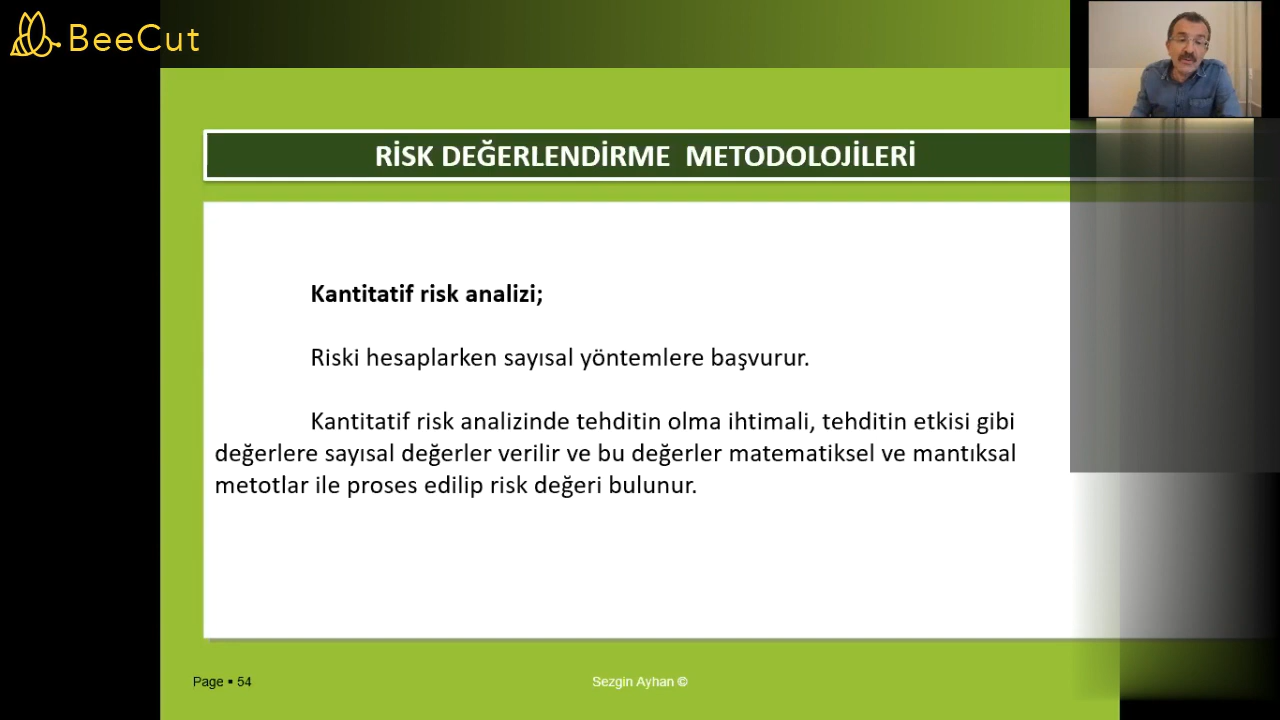 BeeCut
RİSK DEĞERLENDİRME METODOLOJİLERİ
Kantitatif risk analizi;
Riski hesaplarken sayısal yöntemlere başvurur.
Kantitatif risk analizinde tehditin olma ihtimali, tehditin etkisi gibi
değerlere sayısal değerler verilir ve bu değerler matematiksel ve mantıksal
metotlar ile proses edilip risk değeri bulunur.
Page ▪ 54
Sezgin Ayhan ©